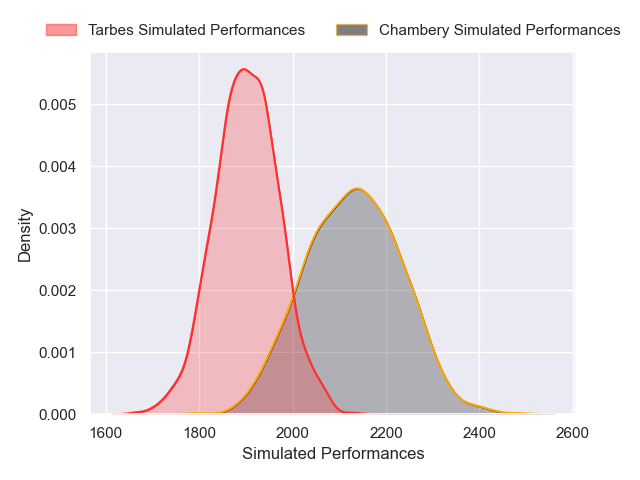 Tarbes Simulated Performances
Chambery Simulated Performances
Density
0.005
0.004
0.003
0.002
0.001
0.000
1600 1800 2000 2200 2400 2600
Simulated Performances